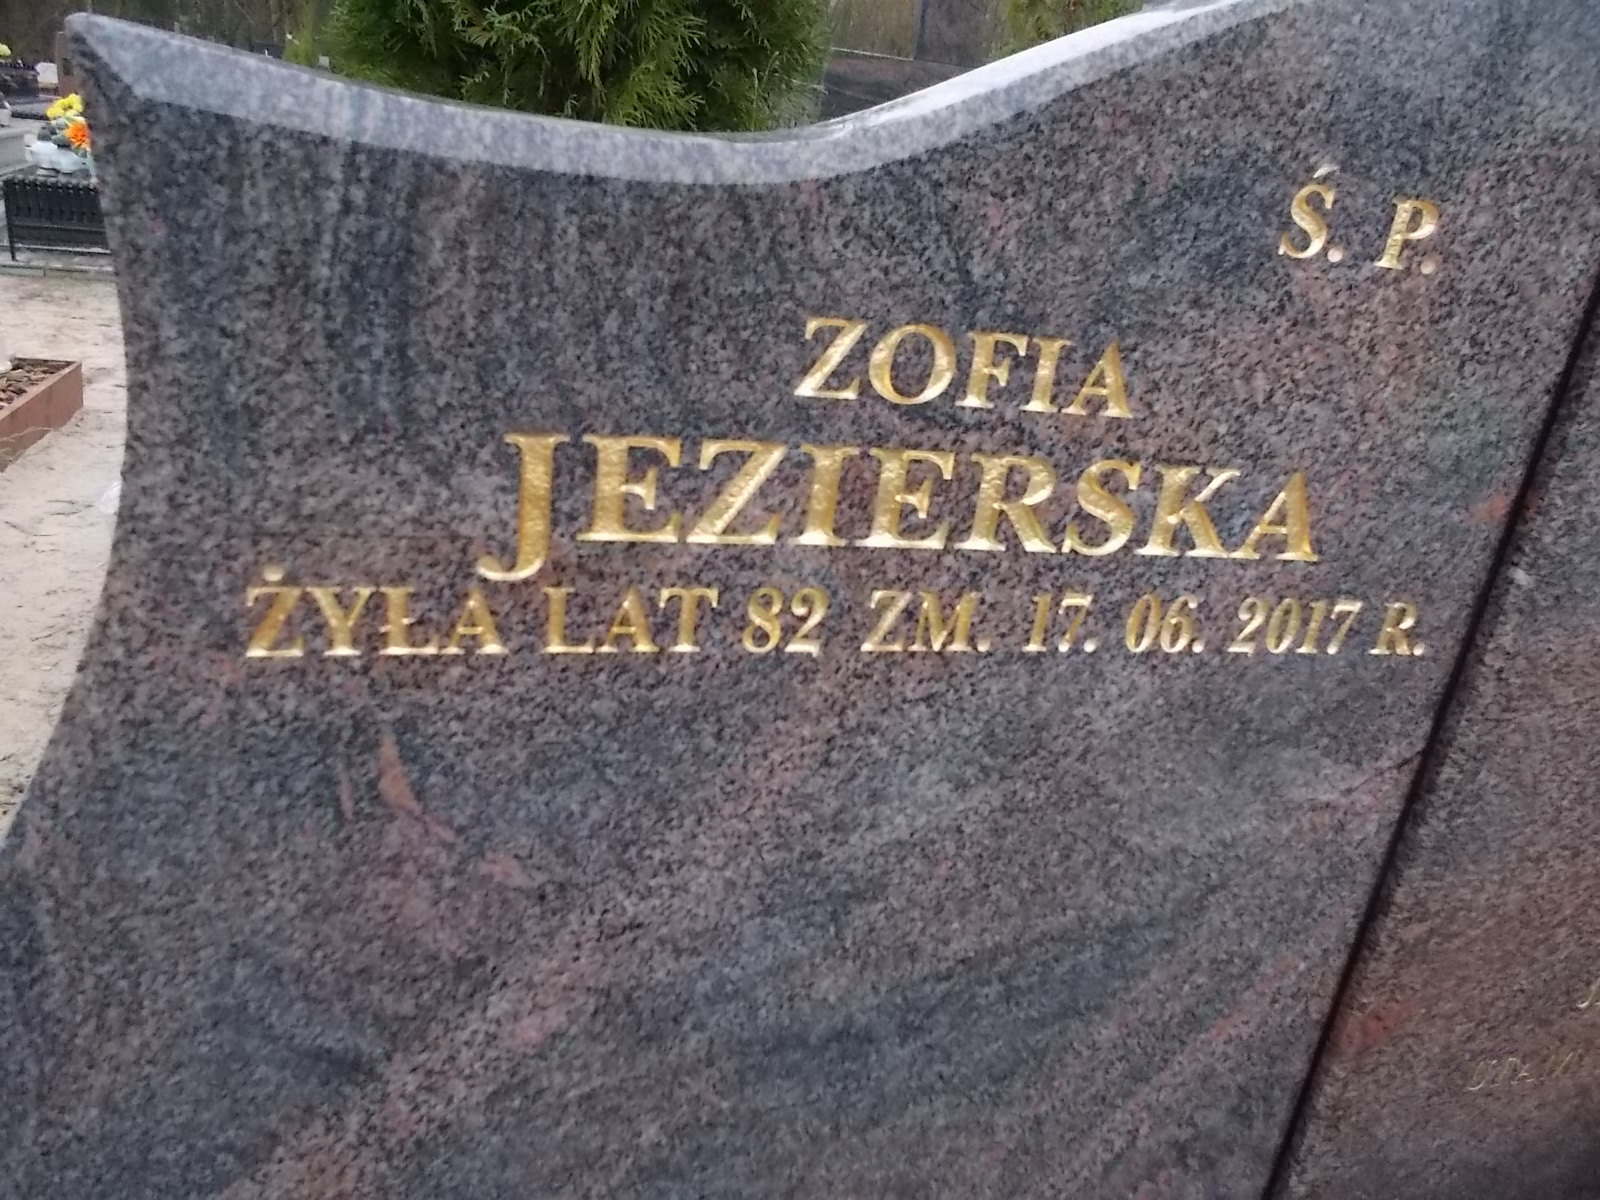 Ś. P.
ZOFIA
JEZIERSKA
ŻYŁA LAT 82 ZM. 17. 06. 2017 R.